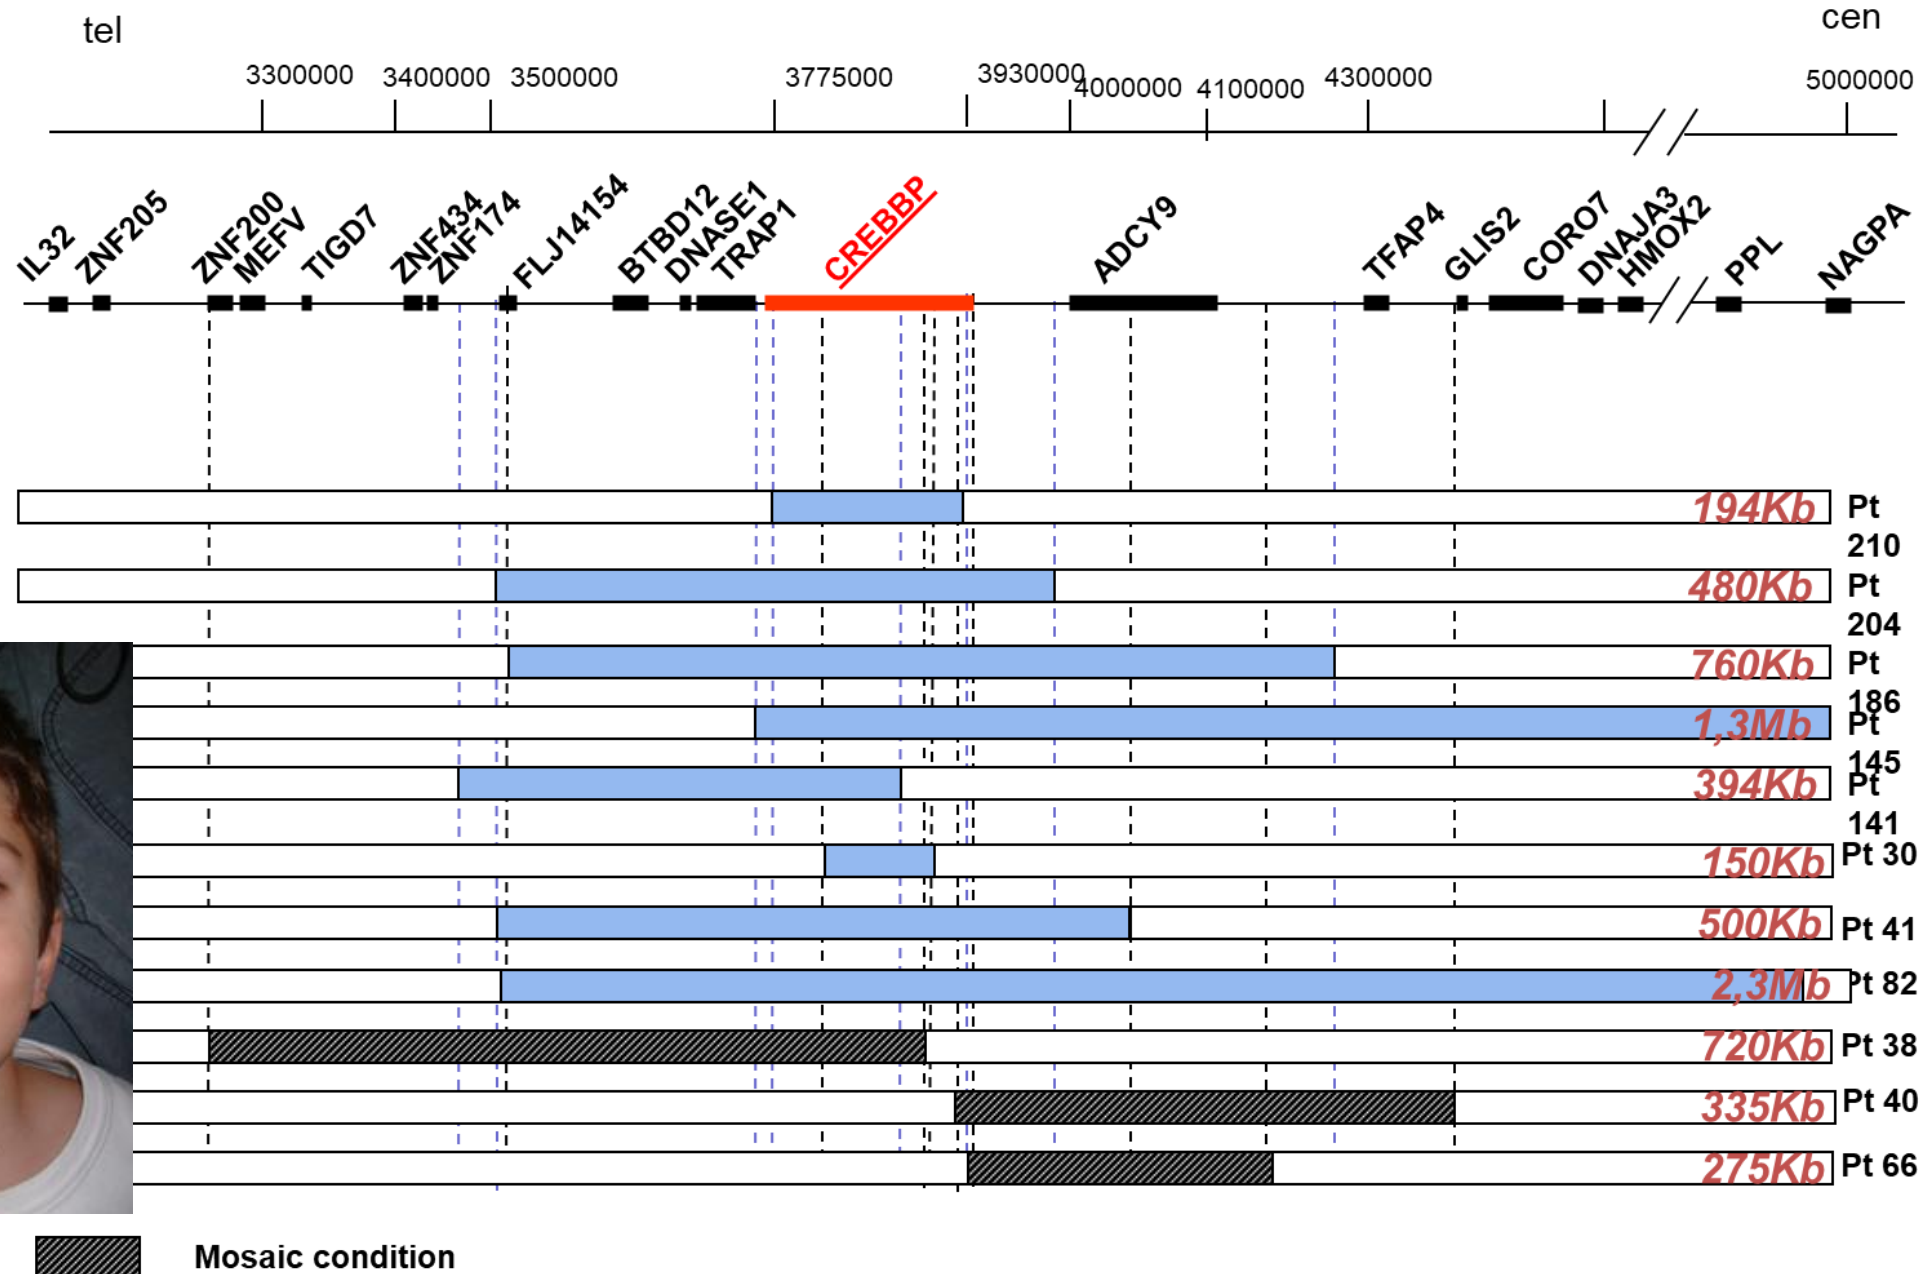 tel
cen
3300000 3400000 3500000 3775000 3930000 4000000 4100000 4300000 5000000
IL32 ZNF205 ZNF200 MEFV TIGD7 ZNF434 ZNF174 FLJ14154 BTBD12 DNASE1 TRAP1 CREBBP ADCY9 TFAP4 GLIS2 CORO7 DNAJA3 HMOX2 PPL NAGPA
194Kb Pt
210
480Kb Pt
204
760Kb Pt
186
1,3Mb Pt
145
394Kb Pt
141
150Kb Pt 30
500Kb Pt 41
2,3Mb Pt 82
720Kb Pt 38
335Kb Pt 40
275Kb Pt 66
Mosaic condition